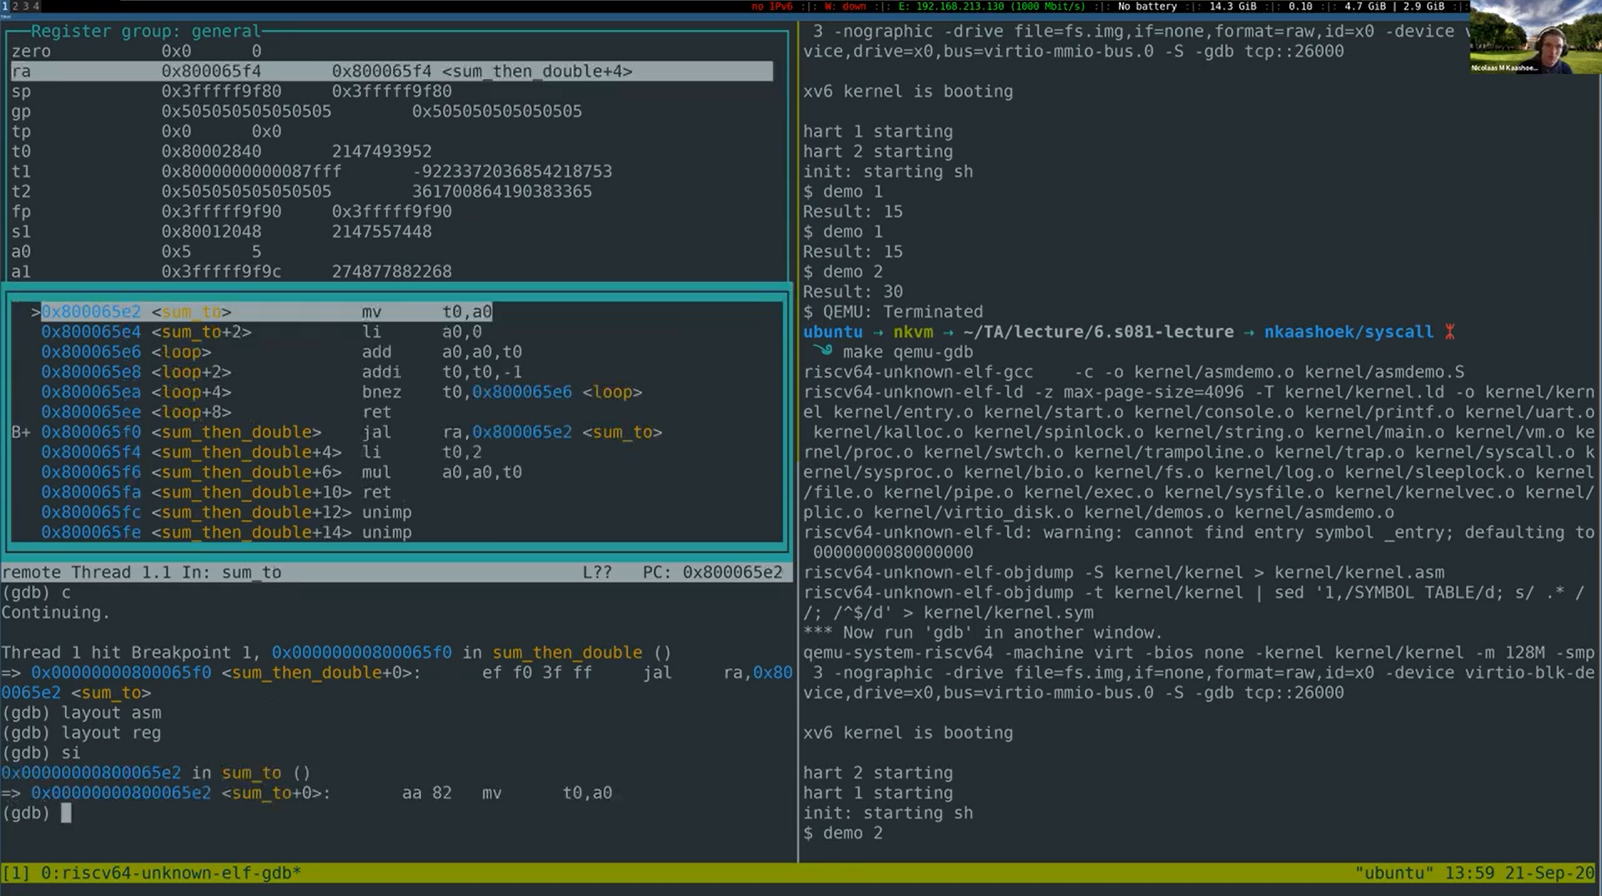 1 2 3 4
no IPv6 :|: W: down :|: E: 192.168.213.130 (1000 Mbit/s) :|: No battery :|: 14.3 GiB :|: 0.10 :|: 4.7 GiB | 2.9 GiB :|:
Nicolaas M Kaashoe...
Register group: general
zero 0x0 0
ra 0x800065f4 0x800065f4 <sum_then_double+4>
sp 0x3fffff9f80 0x3fffff9f80
gp 0x505050505050505 0x505050505050505
tp 0x0 0x0
t0 0x80002840 2147493952
t1 0x8000000000087fff -9223372036854218753
t2 0x505050505050505 361700864190383365
fp 0x3fffff9f90 0x3fffff9f90
s1 0x80012048 2147557448
a0 0x5 5
a1 0x3fffff9f9c 274877882268
>0x800065e2 <sum_to> mv t0,a0
0x800065e4 <sum_to+2> li a0,0
0x800065e6 <loop> add a0,a0,t0
0x800065e8 <loop+2> addi t0,t0,-1
0x800065ea <loop+4> bnez t0,0x800065e6 <loop>
0x800065ee <loop+8> ret
B+ 0x800065f0 <sum_then_double> jal ra,0x800065e2 <sum_to>
0x800065f4 <sum_then_double+4> li t0,2
0x800065f6 <sum_then_double+6> mul a0,a0,t0
0x800065fa <sum_then_double+10> ret
0x800065fc <sum_then_double+12> unimp
0x800065fe <sum_then_double+14> unimp
remote Thread 1.1 In: sum_to L?? PC: 0x800065e2
(gdb) c
Continuing.
Thread 1 hit Breakpoint 1, 0x00000000800065f0 in sum_then_double ()
=> 0x00000000800065f0 <sum_then_double+0>: ef f0 3f ff jal ra,0x80
0065e2 <sum_to>
(gdb) layout asm
(gdb) layout reg
(gdb) si
0x00000000800065e2 in sum_to ()
=> 0x00000000800065e2 <sum_to+0>: aa 82 mv t0,a0
(gdb)
3 -nographic -drive file=fs.img,if=none,format=raw,id=x0 -device v
vice,drive=x0,bus=virtio-mmio-bus.0 -S -gdb tcp::26000
xv6 kernel is booting
hart 1 starting
hart 2 starting
init: starting sh
$ demo 1
Result: 15
$ demo 1
Result: 15
$ demo 2
Result: 30
$ QEMU: Terminated
ubuntu → nkvm → ~/TA/lecture/6.s081-lecture → nkaashoek/syscall
make qemu-gdb
riscv64-unknown-elf-gcc -c -o kernel/asmdemo.o kernel/asmdemo.S
riscv64-unknown-elf-ld -z max-page-size=4096 -T kernel/kernel.ld -o kernel/kern
el kernel/entry.o kernel/start.o kernel/console.o kernel/printf.o kernel/uart.o
kernel/kalloc.o kernel/spinlock.o kernel/string.o kernel/main.o kernel/vm.o ke
rnel/proc.o kernel/swtch.o kernel/trampoline.o kernel/trap.o kernel/syscall.o k
ernel/sysproc.o kernel/bio.o kernel/fs.o kernel/log.o kernel/sleeplock.o kernel
/file.o kernel/pipe.o kernel/exec.o kernel/sysfile.o kernel/kernelvec.o kernel/
plic.o kernel/virtio_disk.o kernel/demos.o kernel/asmdemo.o
riscv64-unknown-elf-ld: warning: cannot find entry symbol _entry; defaulting to
0000000080000000
riscv64-unknown-elf-objdump -S kernel/kernel > kernel/kernel.asm
riscv64-unknown-elf-objdump -t kernel/kernel | sed '1,/SYMBOL TABLE/d; s/ .* /
/; /^$/d' > kernel/kernel.sym
*** Now run 'gdb' in another window.
qemu-system-riscv64 -machine virt -bios none -kernel kernel/kernel -m 128M -smp
3 -nographic -drive file=fs.img,if=none,format=raw,id=x0 -device virtio-blk-de
vice,drive=x0,bus=virtio-mmio-bus.0 -S -gdb tcp::26000
xv6 kernel is booting
hart 2 starting
hart 1 starting
init: starting sh
$ demo 2
[1] 0:riscv64-unknown-elf-gdb* "ubuntu" 13:59 21-Sep-20